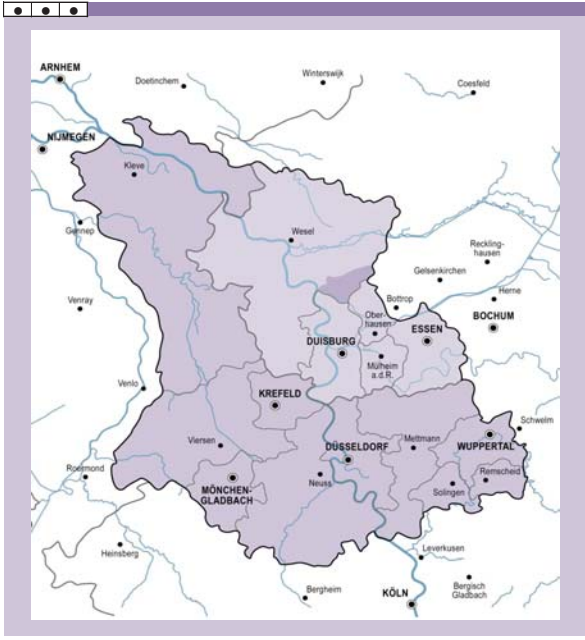 ARNHEM
Doetinchem
Winterswijk
Coesfeld
NIJMEGEN
Kleve
Gennep
Wesel
Reckling-
hausen
Gelsenkirchen
Venray
Bottrop
Herne
Ober-
hausen
ESSEN
BOCHUM
DUISBURG
Mülheim
a.d.R.
Venlo
KREFELD
Schwelm
Viersen
Mettmann
DÜSSELDORF
WUPPERTAL
Roermond
Remscheid
MÖNCHEN-
GLADBACH
Neuss
Solingen
Heinsberg
Leverkusen
Bergheim
KÖLN
Bergisch
Gladbach